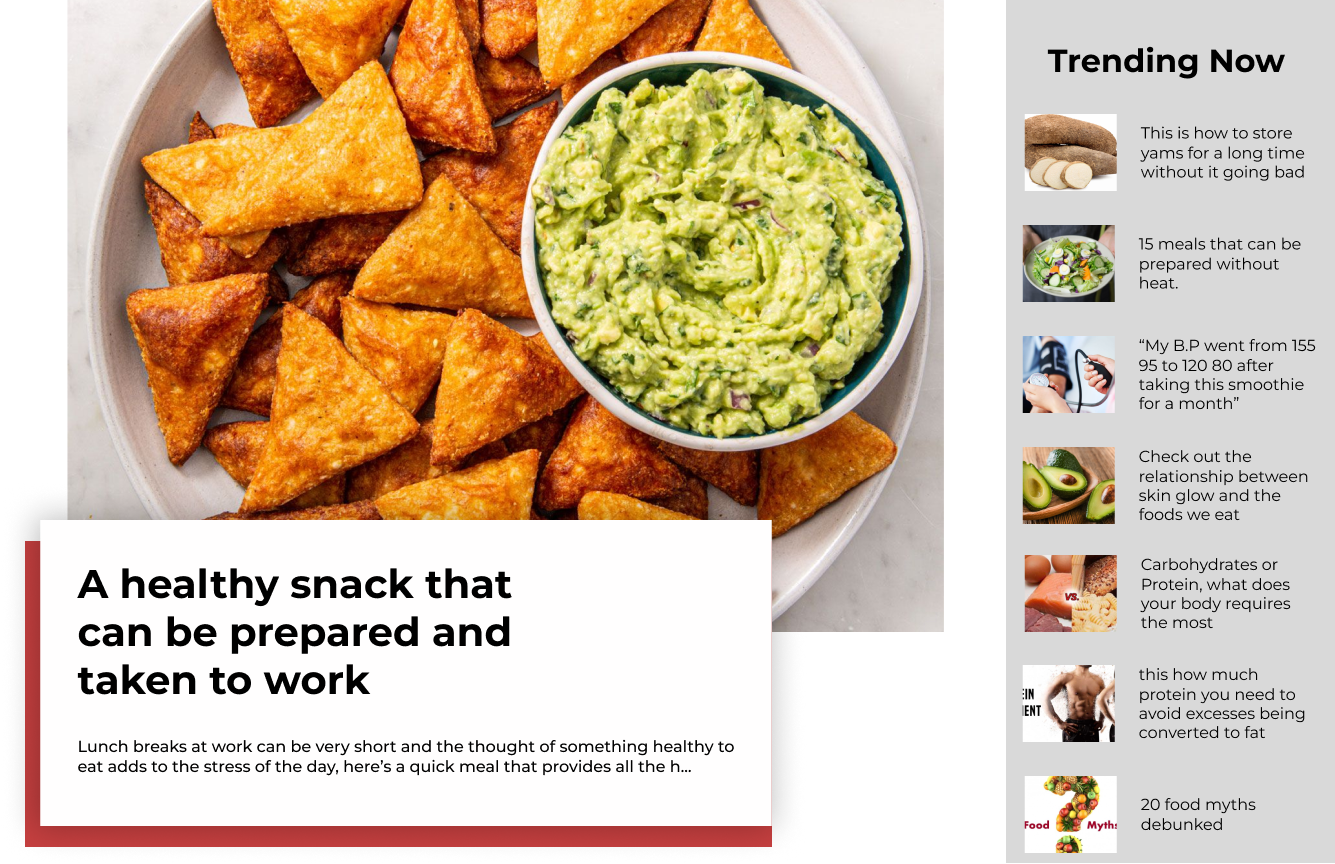 A healthy snack that
can be prepared and
taken to work
Lunch breaks at work can be very short and the thought of something healthy to
eat adds to the stress of the day, here’s a quick meal that provides all the h...
Trending Now
This is how to store
yams for a long time
without it going bad
15 meals that can be
prepared without
heat.
“My B.P went from 155
95 to 120 80 after
taking this smoothie
for a month”
Check out the
relationship between
skin glow and the
foods we eat
VS.
Carbohydrates or
Protein, what does
your body requires
the most
EIN
ENT
this how much
protein you need to
avoid excesses being
converted to fat
Food Myths
20 food myths
debunked